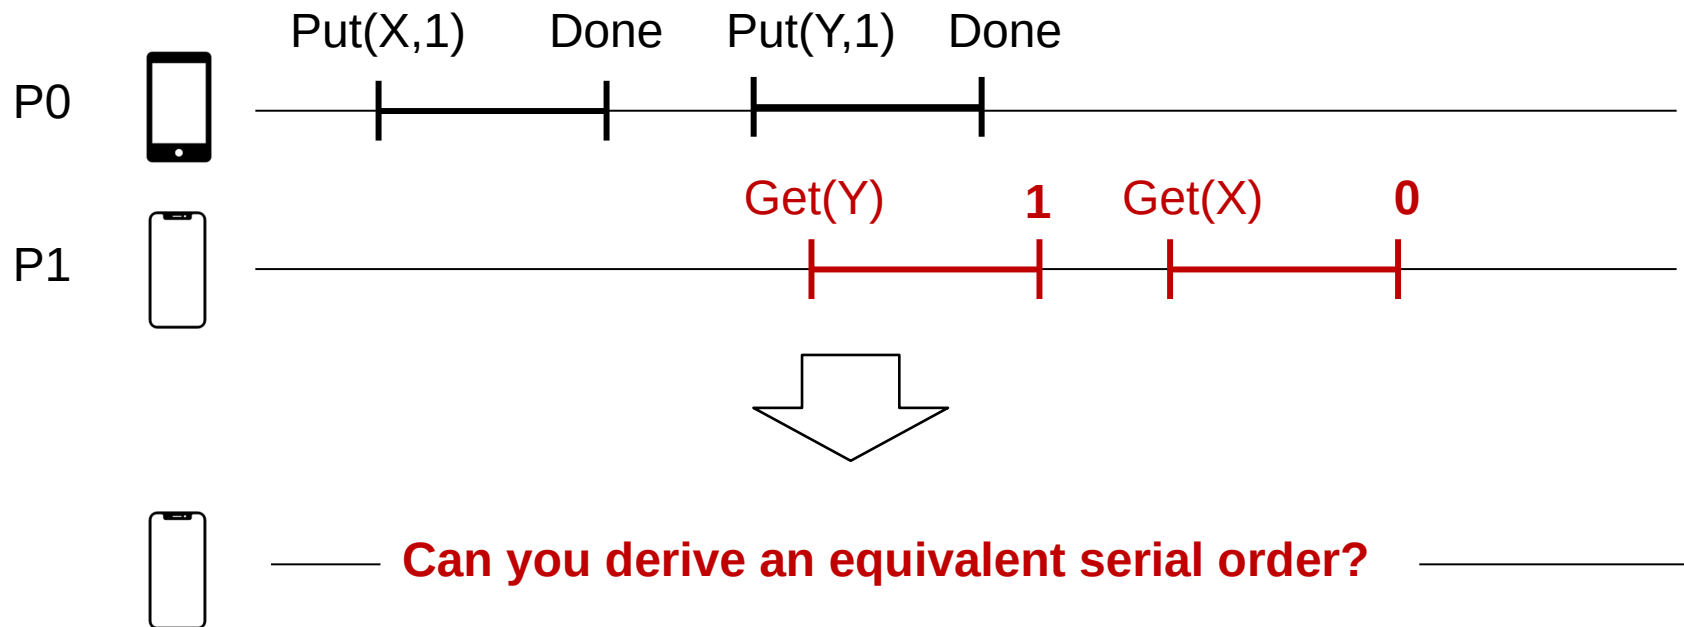 Put(X,1) Done Put(Y,1) Done
P0
Get(Y) 1 Get(X) 0
P1
Can you derive an equivalent serial order?